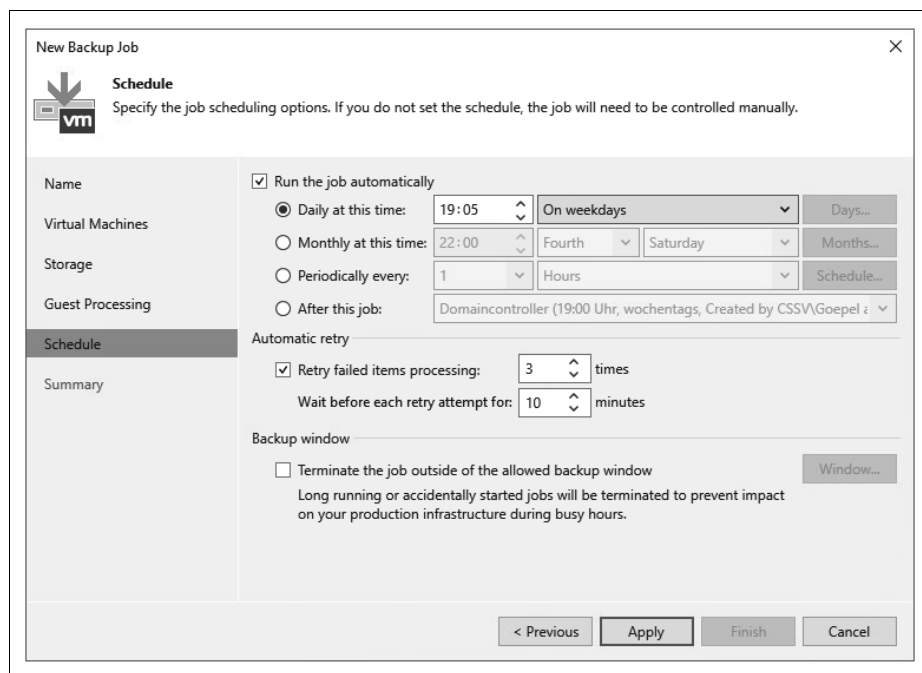 New Backup Job
Schedule
Specify the job scheduling options. If you do not set the schedule, the job will need to be controlled manually.
vm
Name
Virtual Machines
Storage
Guest Processing
Schedule
Summary
Run the job automatically
Daily at this time: 19:05 On weekdays Days...
Monthly at this time: 22:00 Fourth Saturday Months...
Periodically every: 1 Hours Schedule...
After this job: Domaincontroller (19:00 Uhr, wochentags, Created by CSSV\Goepel a
Automatic retry
Retry failed items processing: 3 times
Wait before each retry attempt for: 10 minutes
Backup window
Terminate the job outside of the allowed backup window Window...
Long running or accidentally started jobs will be terminated to prevent impact
on your production infrastructure during busy hours.
< Previous Apply Finish Cancel